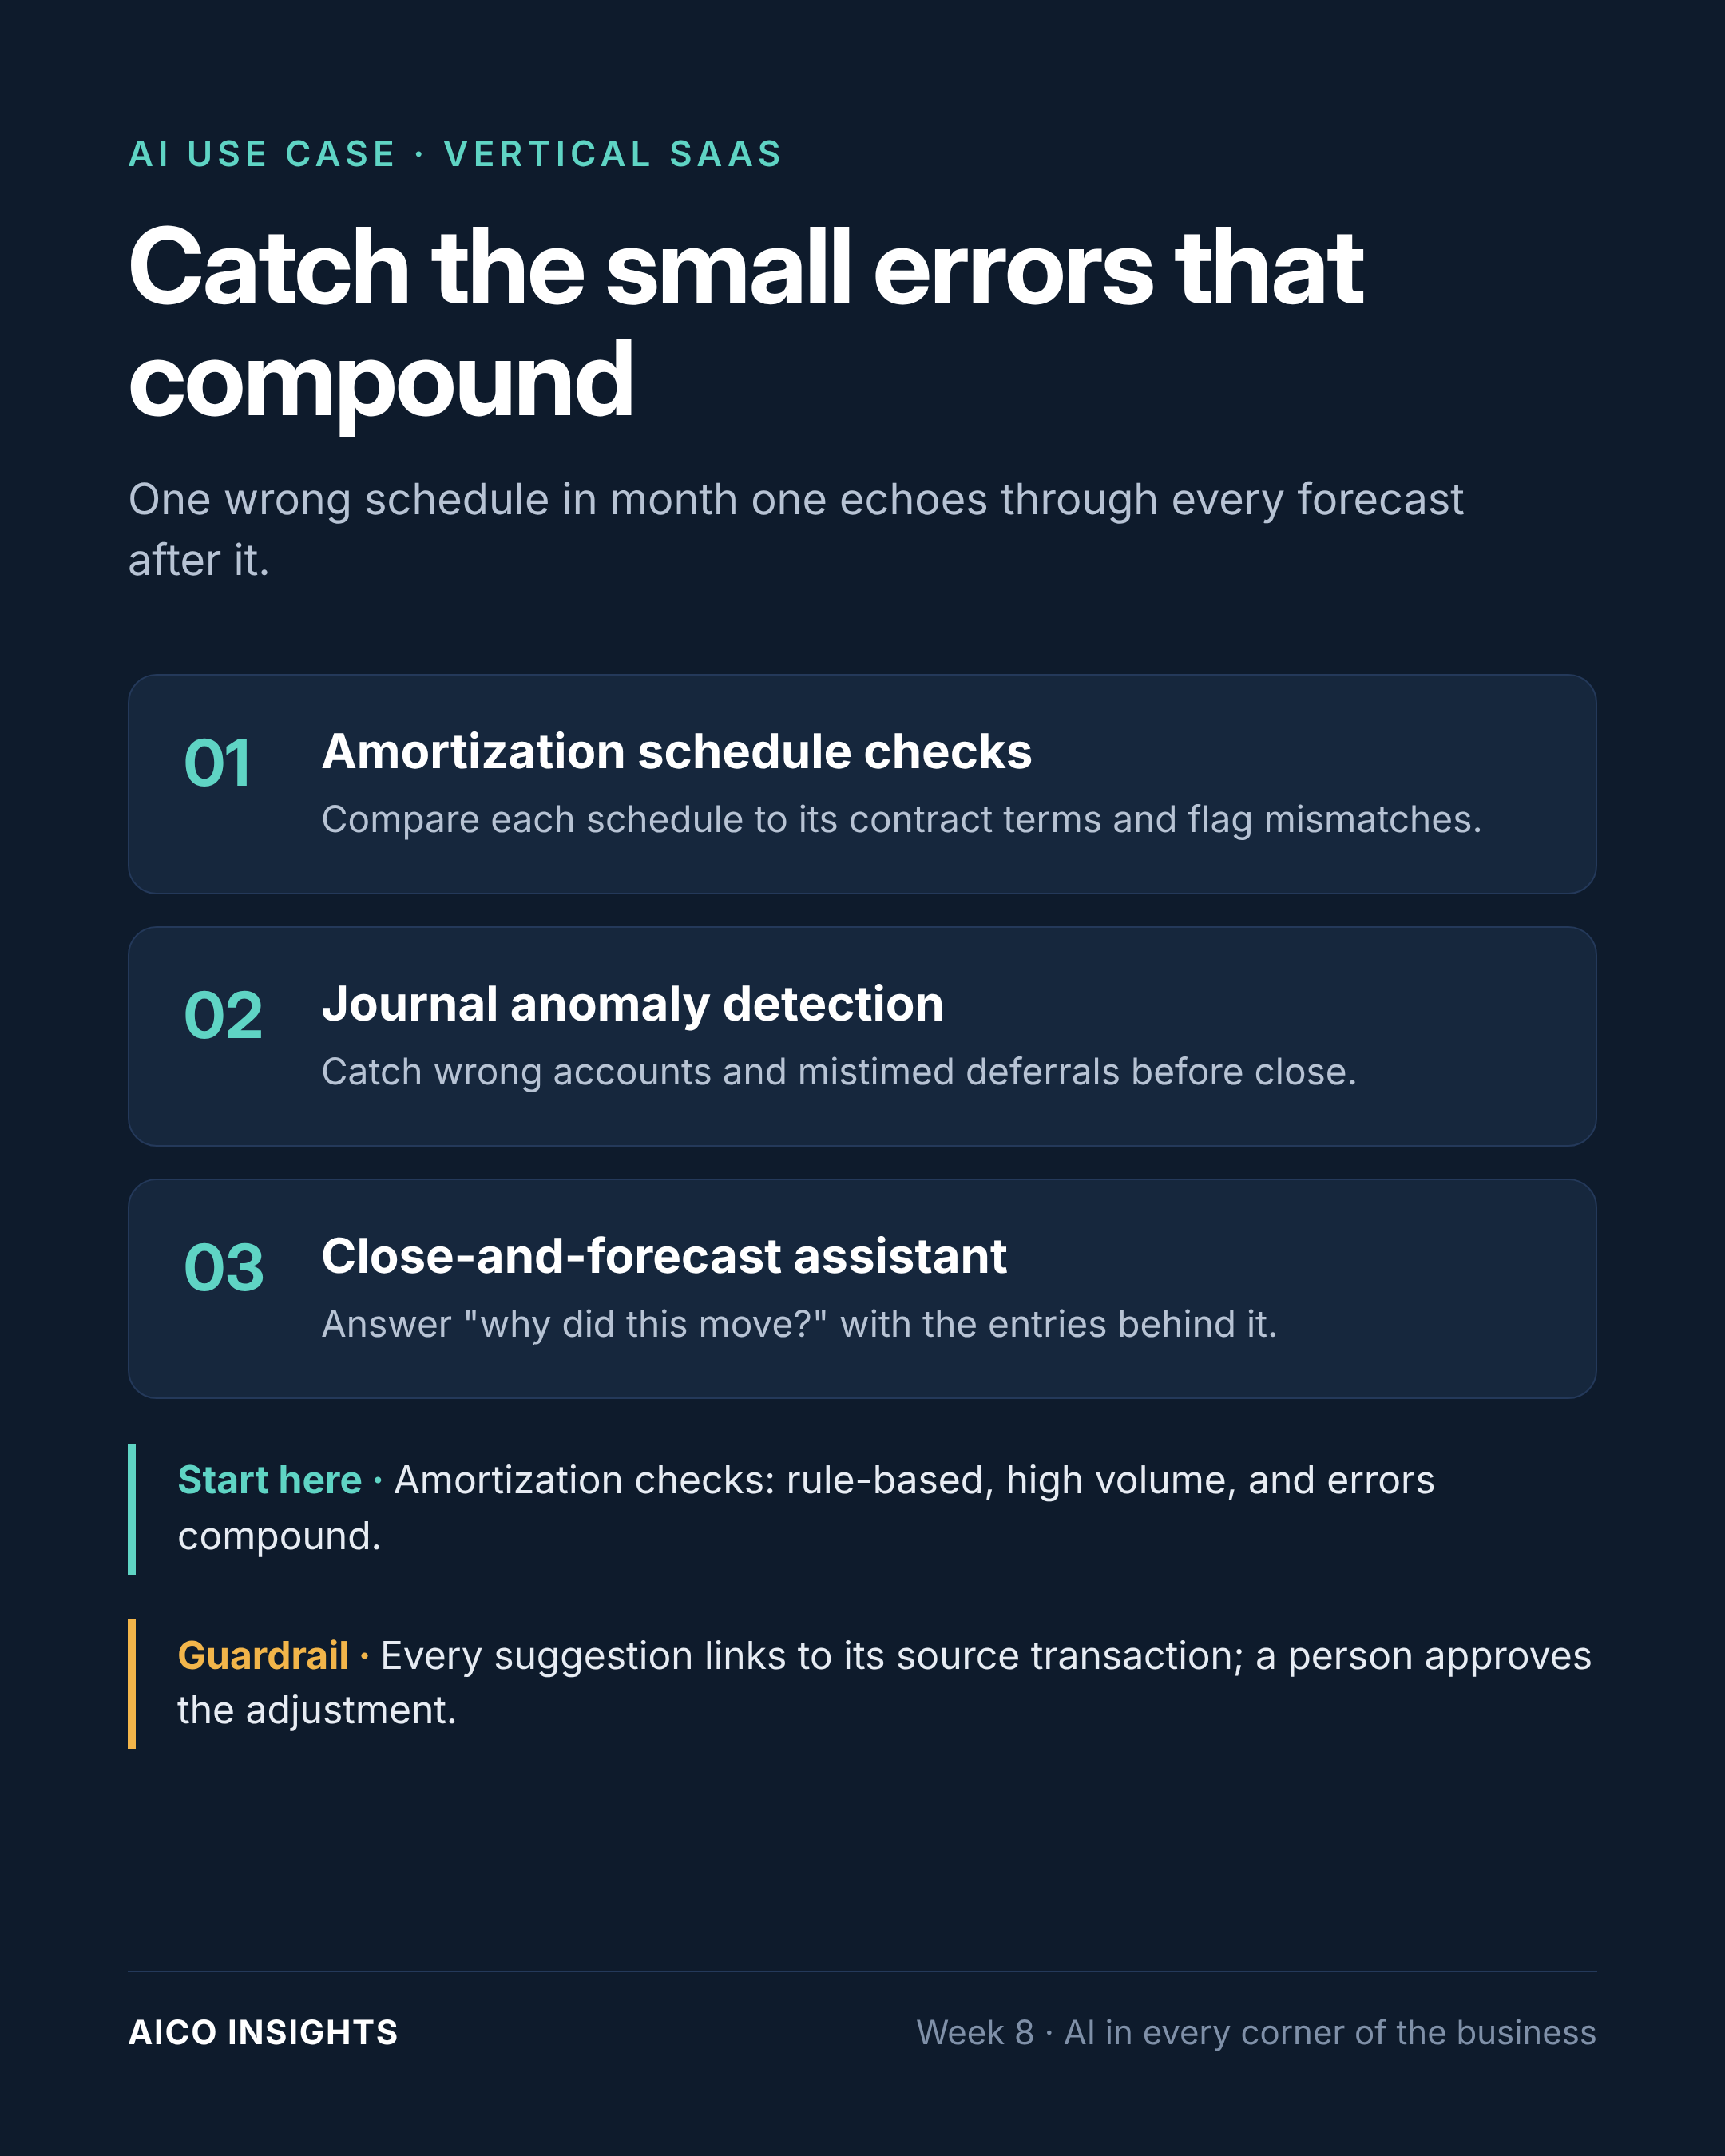 AI USE CASE · VERTICAL SAAS
Catch the small errors that
compound
One wrong schedule in month one echoes through every forecast
after it.
01
Amortization schedule checks
Compare each schedule to its contract terms and flag mismatches.
02
Journal anomaly detection
Catch wrong accounts and mistimed deferrals before close.
03
Close-and-forecast assistant
Answer "why did this move?" with the entries behind it.
Start here · Amortization checks: rule-based, high volume, and errors
compound.
Guardrail · Every suggestion links to its source transaction; a person approves
the adjustment.
AICO INSIGHTS
Week 8 · AI in every corner of the business